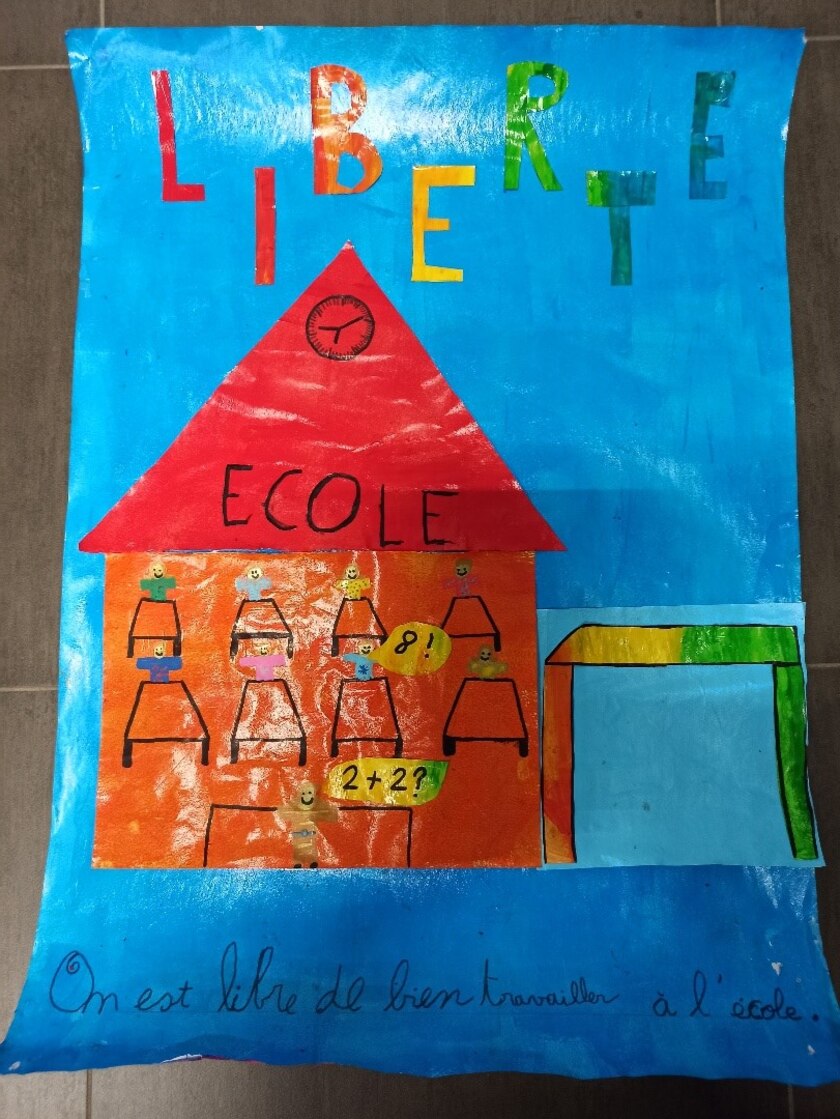 LIBERTE
ECOLE
8!
2+2?
On est libre de bien travailler à l'école.